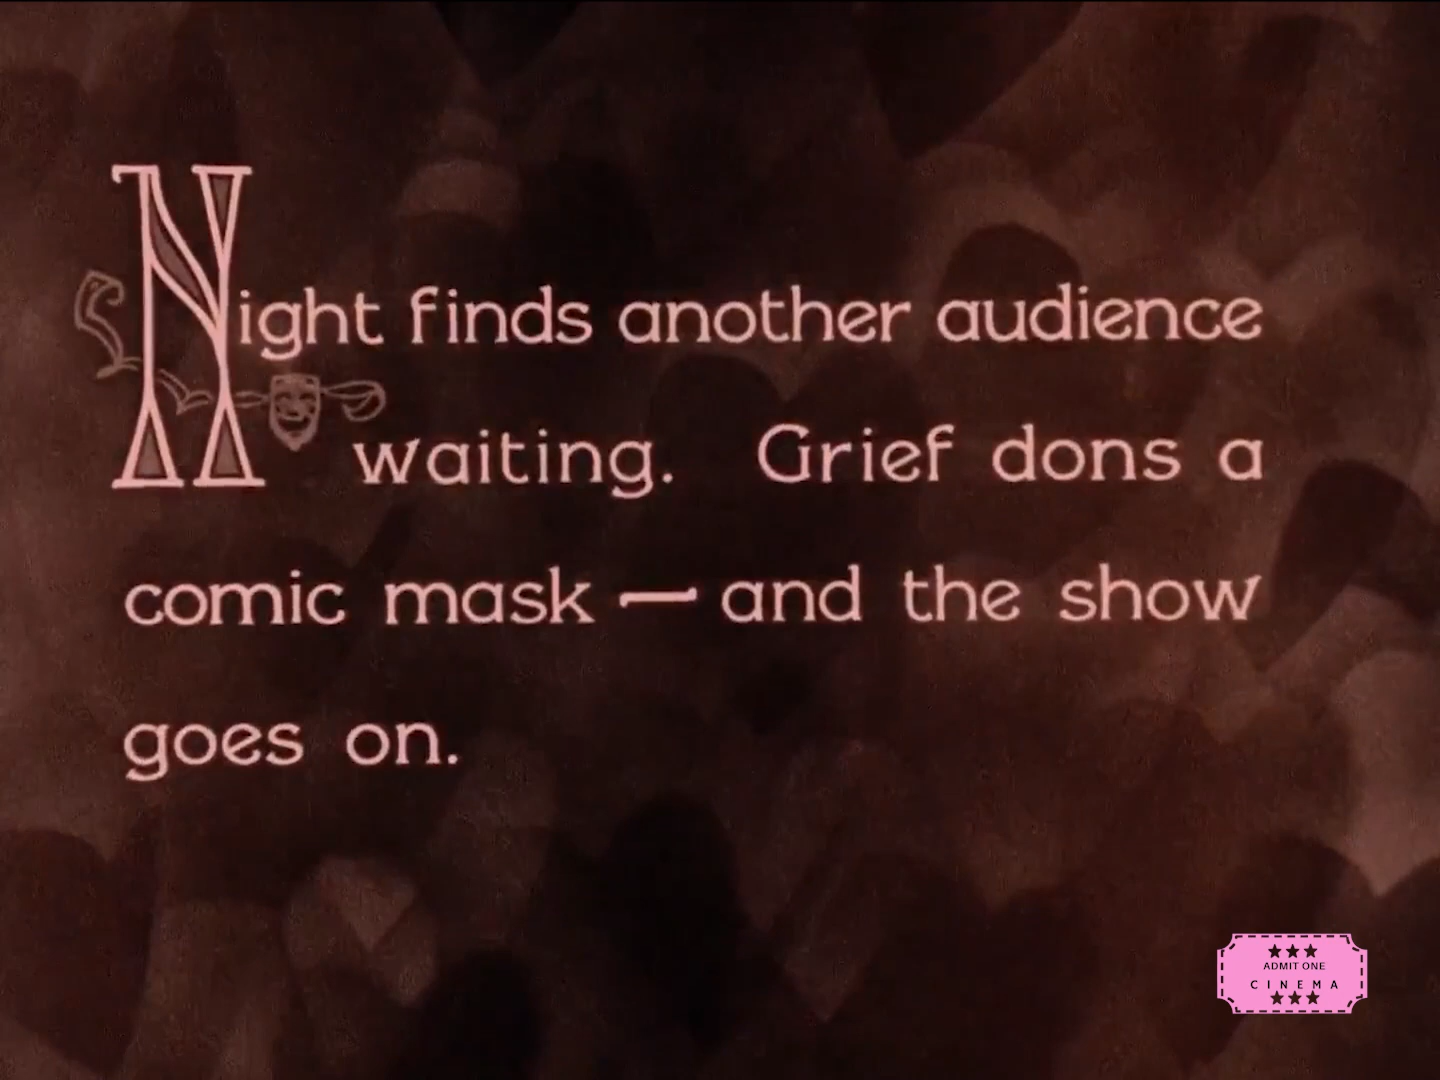 Night finds another audience
waiting. Grief dons a
comic mask — and the show
goes on.
ADMIT ONE
CINEMA